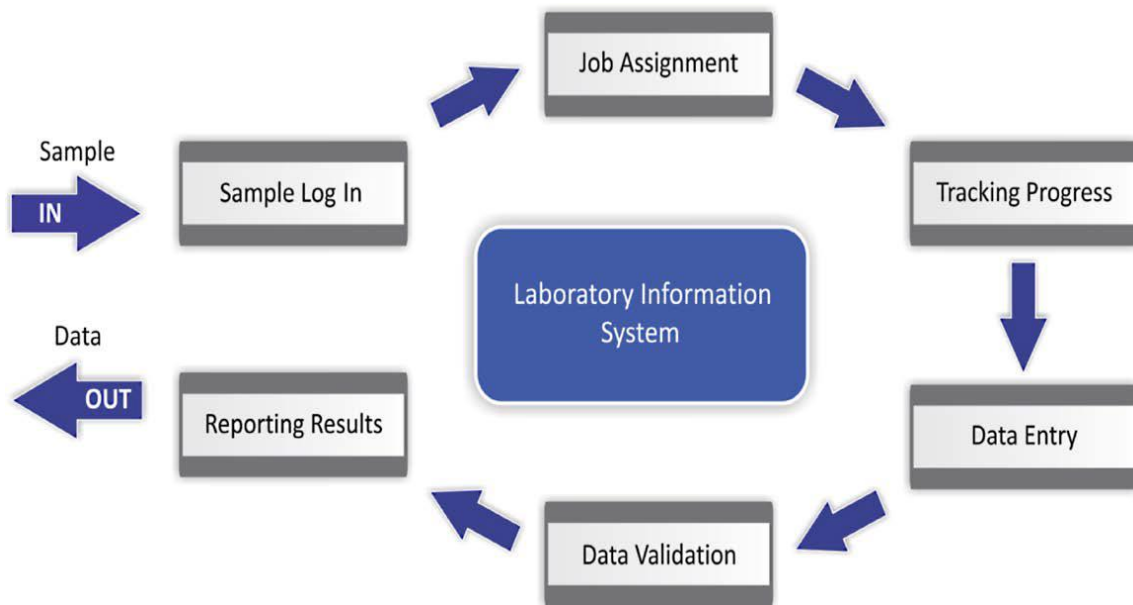 Job Assignment
Sample
IN
Sample Log In
Tracking Progress
Laboratory Information
System
Data
OUT
Reporting Results
Data Entry
Data Validation